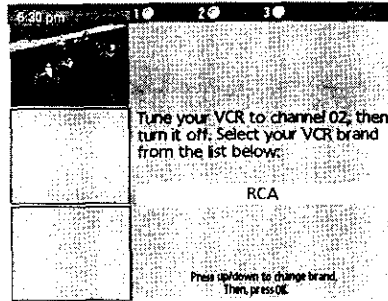 6:30 pm 1 2 3
Tune your VCR to channel 02, then
turn it off. Select your VCR brand
from the list below:
RCA
Press up/down to change brand.
Then, press OK.